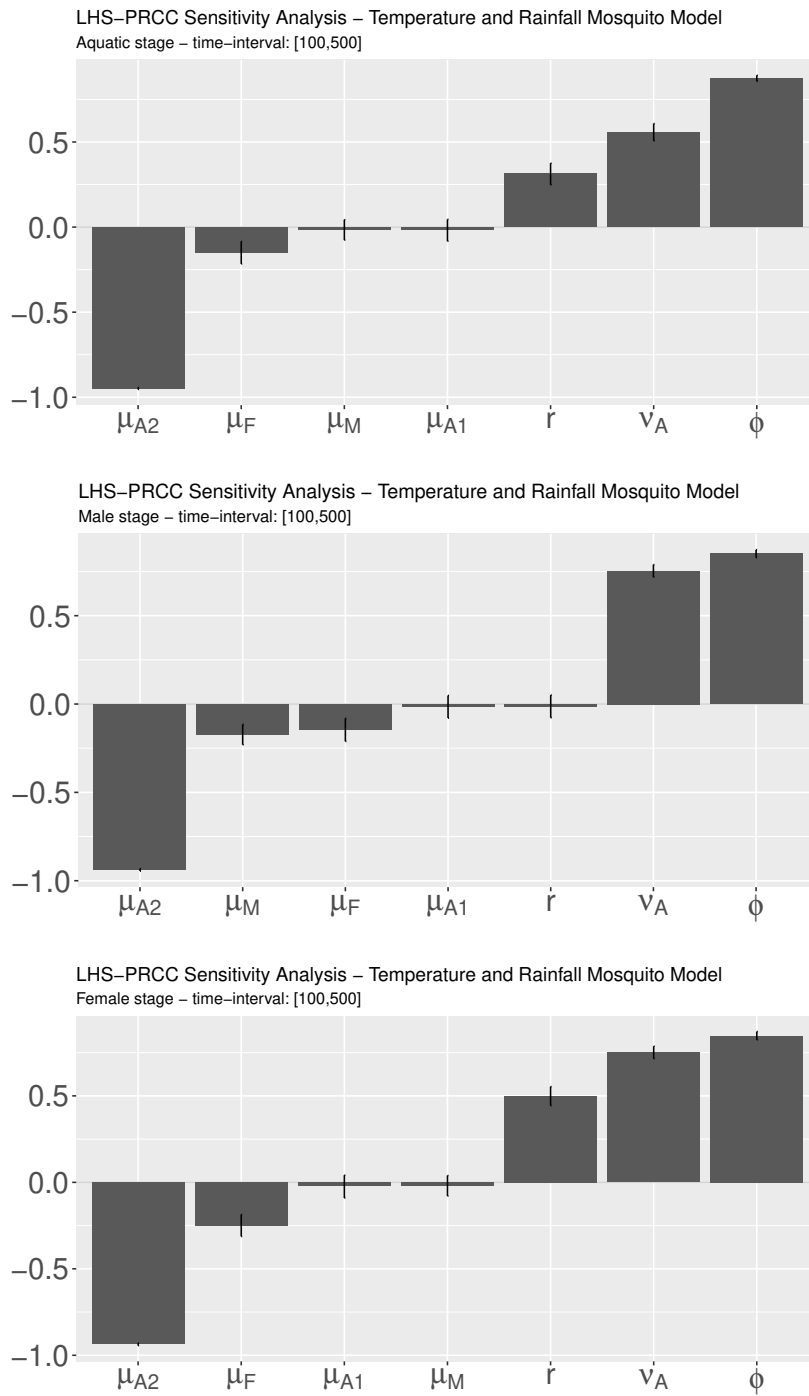 LHS−PRCC Sensitivity Analysis − Temperature and Rainfall Mosquito Model
Aquatic stage − time−interval: [100,500]
0.5
0.0
−0.5
−1.0
μA2 μF μM μA1 r νA ϕ
LHS−PRCC Sensitivity Analysis − Temperature and Rainfall Mosquito Model
Male stage − time−interval: [100,500]
0.5
0.0
−0.5
−1.0
μA2 μM μF μA1 r νA ϕ
LHS−PRCC Sensitivity Analysis − Temperature and Rainfall Mosquito Model
Female stage − time−interval: [100,500]
0.5
0.0
−0.5
−1.0
μA2 μF μA1 μM r νA ϕ